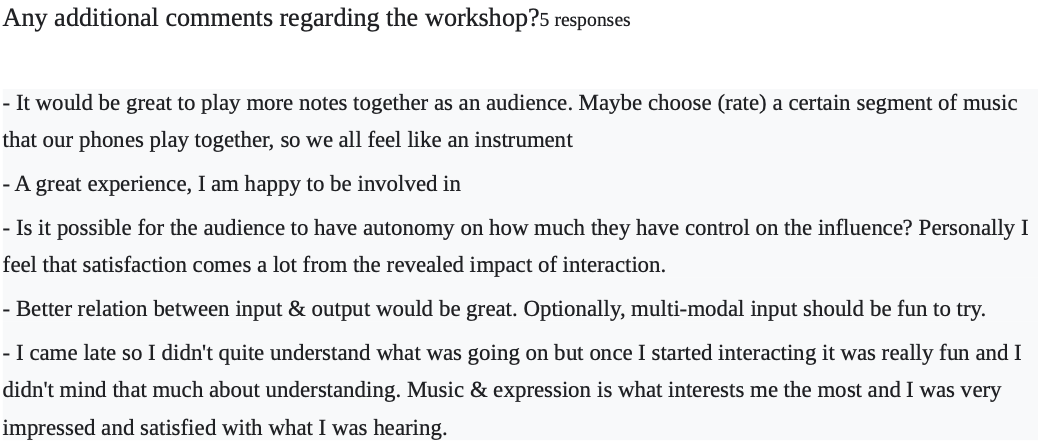 Any additional comments regarding the workshop?5 responses
- It would be great to play more notes together as an audience. Maybe choose (rate) a certain segment of music
that our phones play together, so we all feel like an instrument
- A great experience, I am happy to be involved in
- Is it possible for the audience to have autonomy on how much they have control on the influence? Personally I
feel that satisfaction comes a lot from the revealed impact of interaction.
- Better relation between input & output would be great. Optionally, multi-modal input should be fun to try.
- I came late so I didn't quite understand what was going on but once I started interacting it was really fun and I
didn't mind that much about understanding. Music & expression is what interests me the most and I was very
impressed and satisfied with what I was hearing.